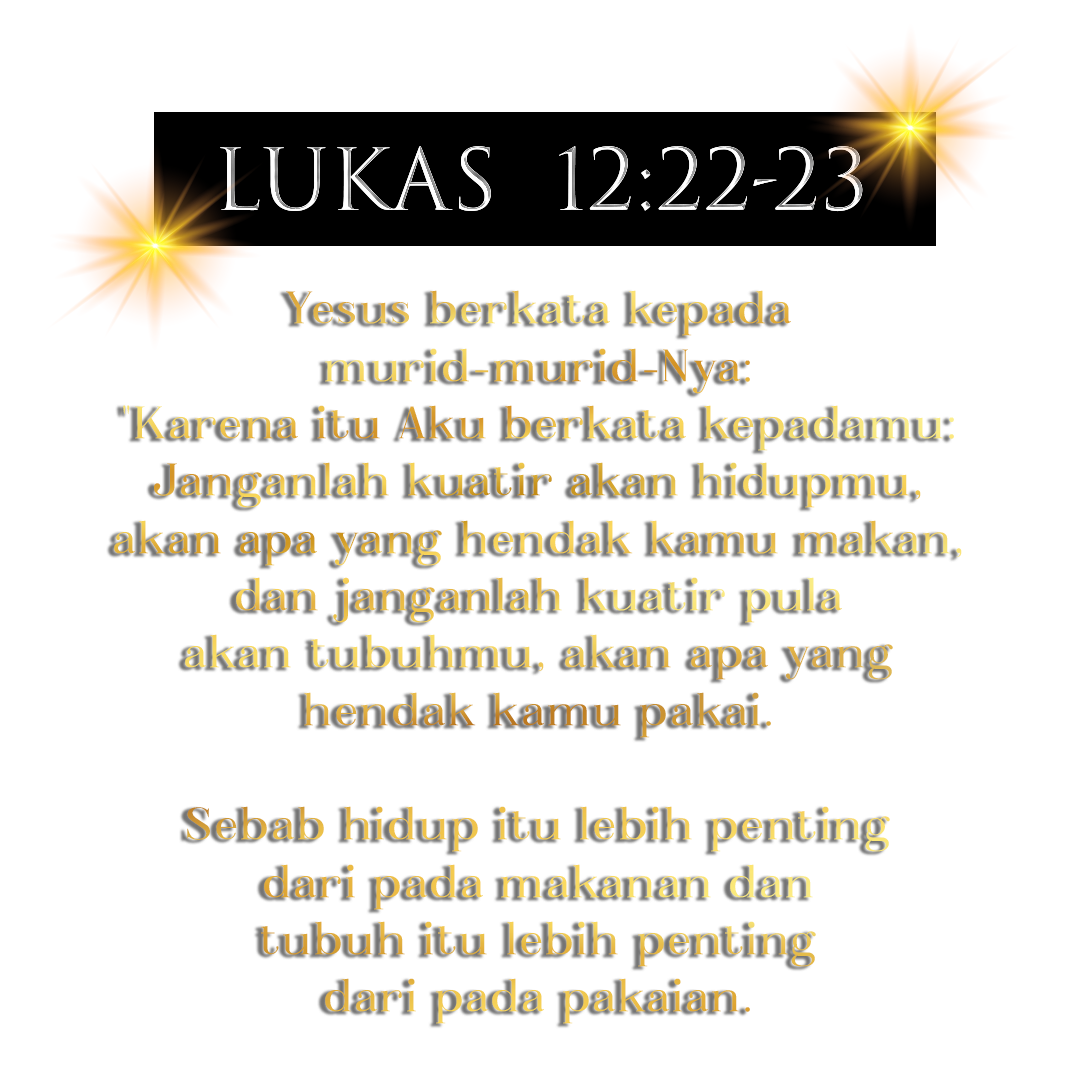 LUKAS 12:22-23
Yesus berkata kepada
murid-murid-Nya:
"Karena itu Aku berkata kepadamu:
Janganlah kuatir akan hidupmu,
akan apa yang hendak kamu makan,
dan janganlah kuatir pula
akan tubuhmu, akan apa yang
hendak kamu pakai.
Sebab hidup itu lebih penting
dari pada makanan dan
tubuh itu lebih penting
dari pada pakaian.